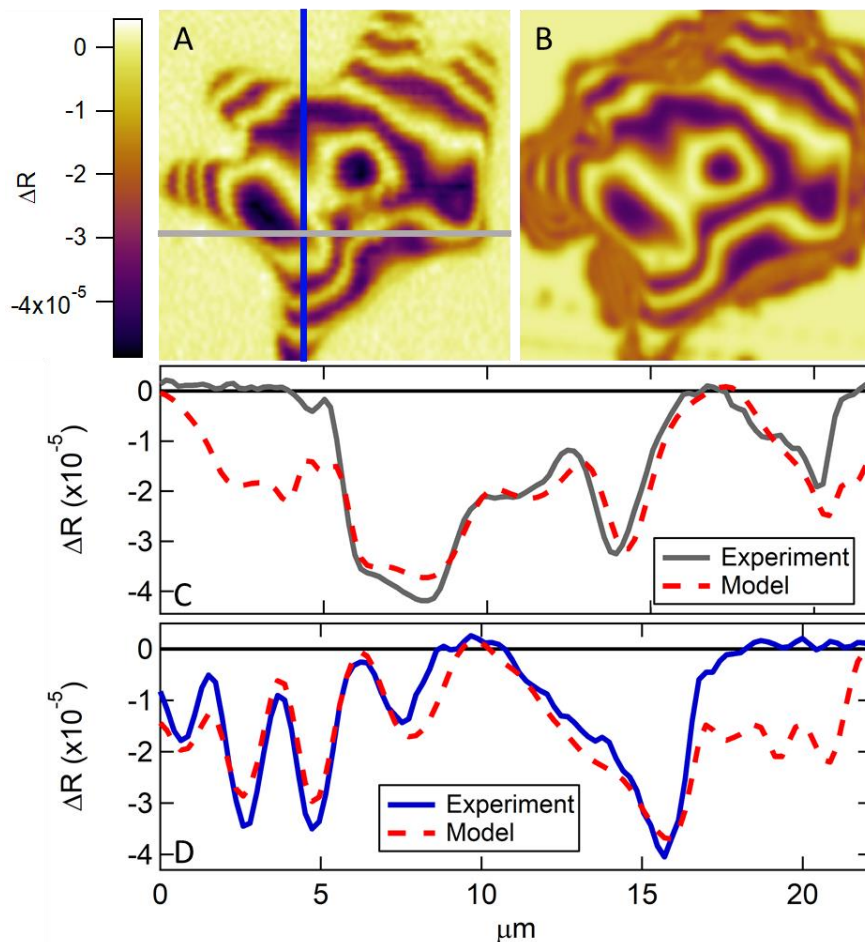 A
B
0
-1
-2
-3
-4x10⁻⁵
ΔR
0
-1
-2
-3
-4
ΔR (x10⁻⁵)
C
Experiment
Model
0
-1
-2
-3
-4
ΔR (x10⁻⁵)
D
Experiment
Model
0 5 10 15 20
μm